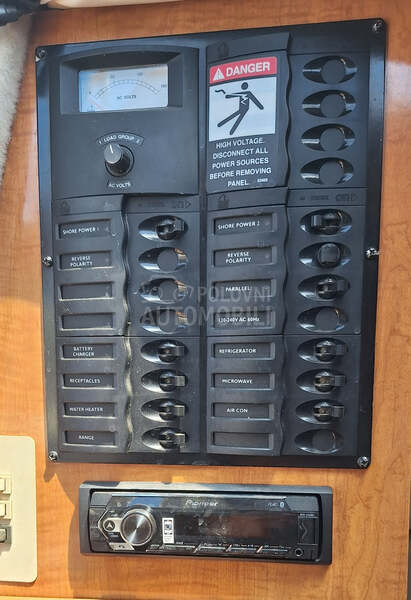 AC VOLTS
DANGER
HIGH VOLTAGE.
DISCONNECT ALL
POWER SOURCES
BEFORE REMOVING
PANEL.
1 LOAD GROUP 2
AC VOLTS
SHORE POWER 1
REVERSE
POLARITY
SHORE POWER 2
REVERSE
POLARITY
PARALLEL
120-240V AC 60Hz
POLOVNI
AUTOMOBILI
BATTERY
CHARGER
RECEPTACLES
WATER HEATER
RANGE
REFRIGERATOR
MICROWAVE
AIR CON
Pioneer